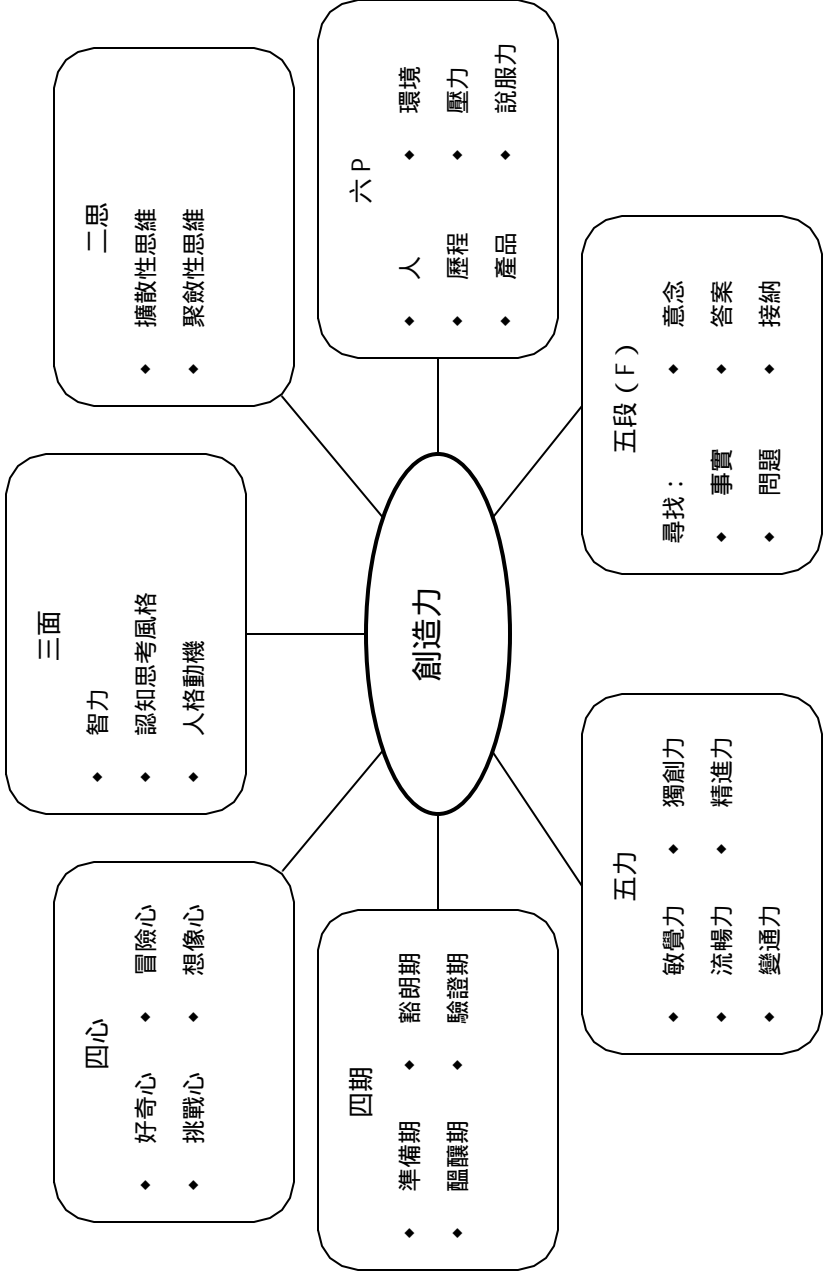 三面
智力
認知思考風格
人格動機
四心
好奇心 冒險心
挑戰心 想像心
二思
擴散性思維
聚斂性思維
創造力
四期
準備期 豁朗期
醞釀期 驗證期
六P
人 環境
歷程 壓力
產品 說服力
五力
敏覺力 獨創力
流暢力 精進力
變通力
五段(F)
尋找: 意念
事實 答案
問題 接納